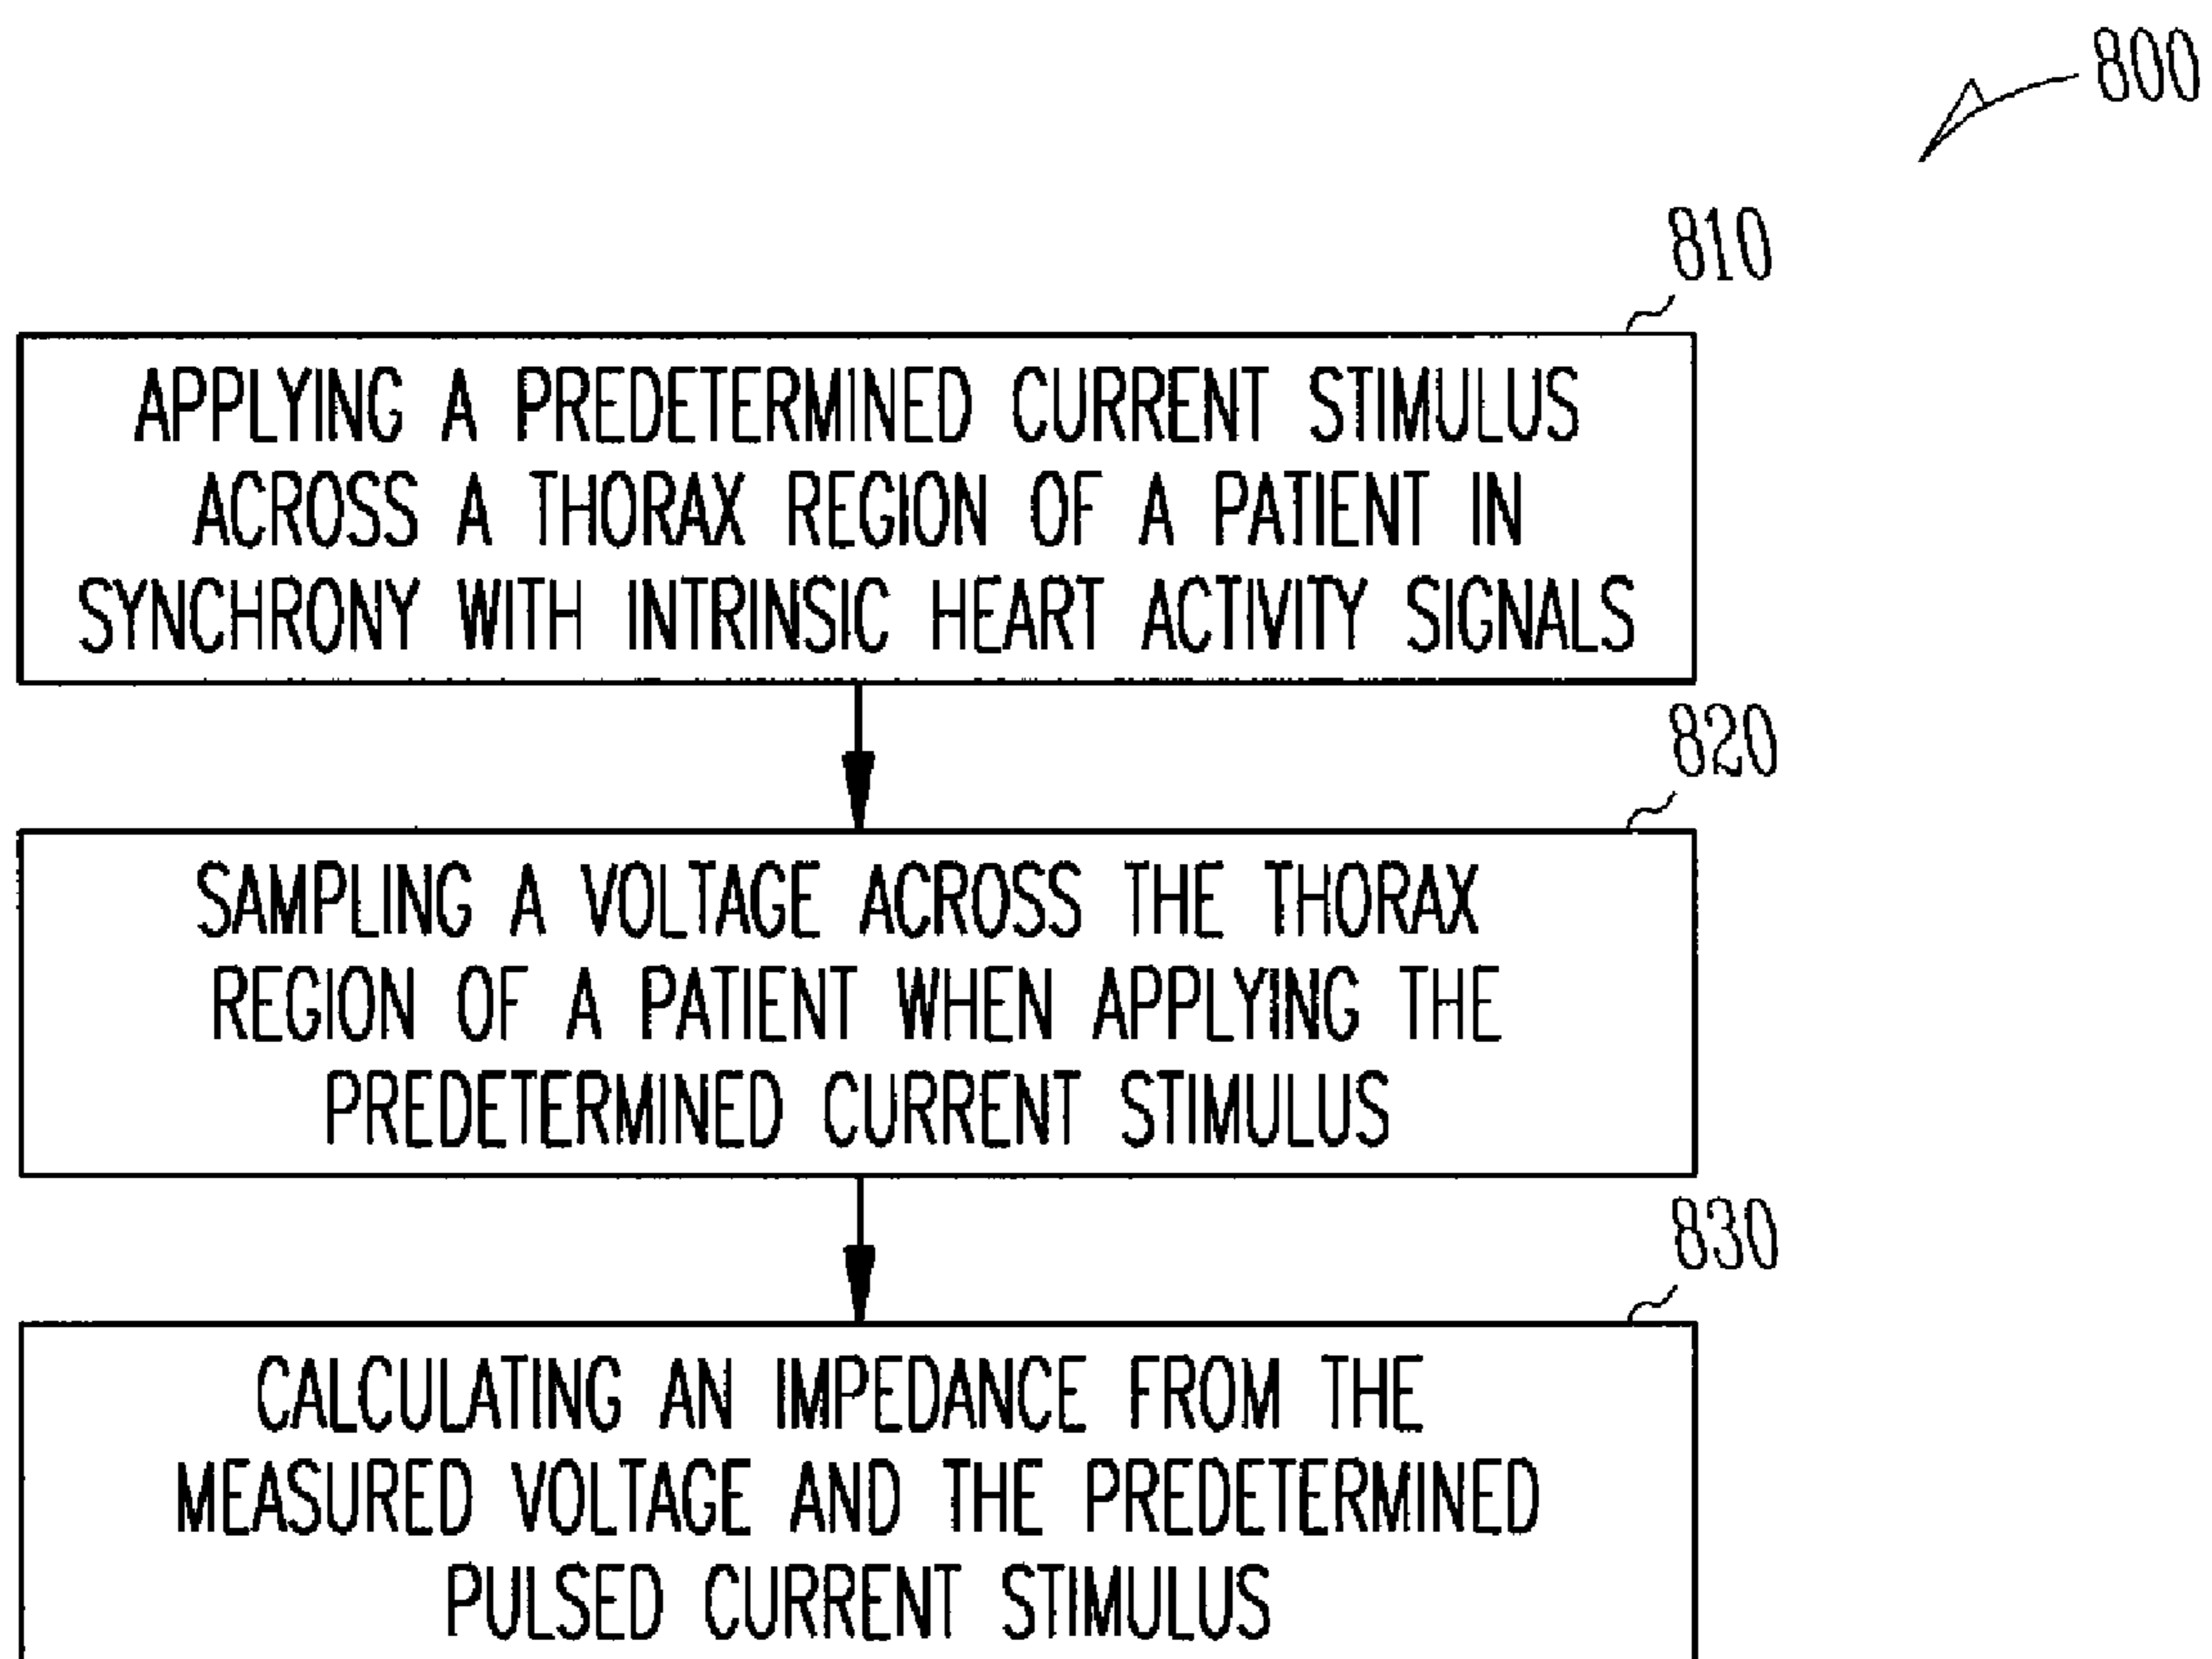 800
810
APPLYING A PREDETERMINED CURRENT STIMULUS
ACROSS A THORAX REGION OF A PATIENT IN
SYNCHRONY WITH INTRINSIC HEART ACTIVITY SIGNALS
820
SAMPLING A VOLTAGE ACROSS THE THORAX
REGION OF A PATIENT WHEN APPLYING THE
PREDETERMINED CURRENT STIMULUS
830
CALCULATING AN IMPEDANCE FROM THE
MEASURED VOLTAGE AND THE PREDETERMINED
PULSED CURRENT STIMULUS